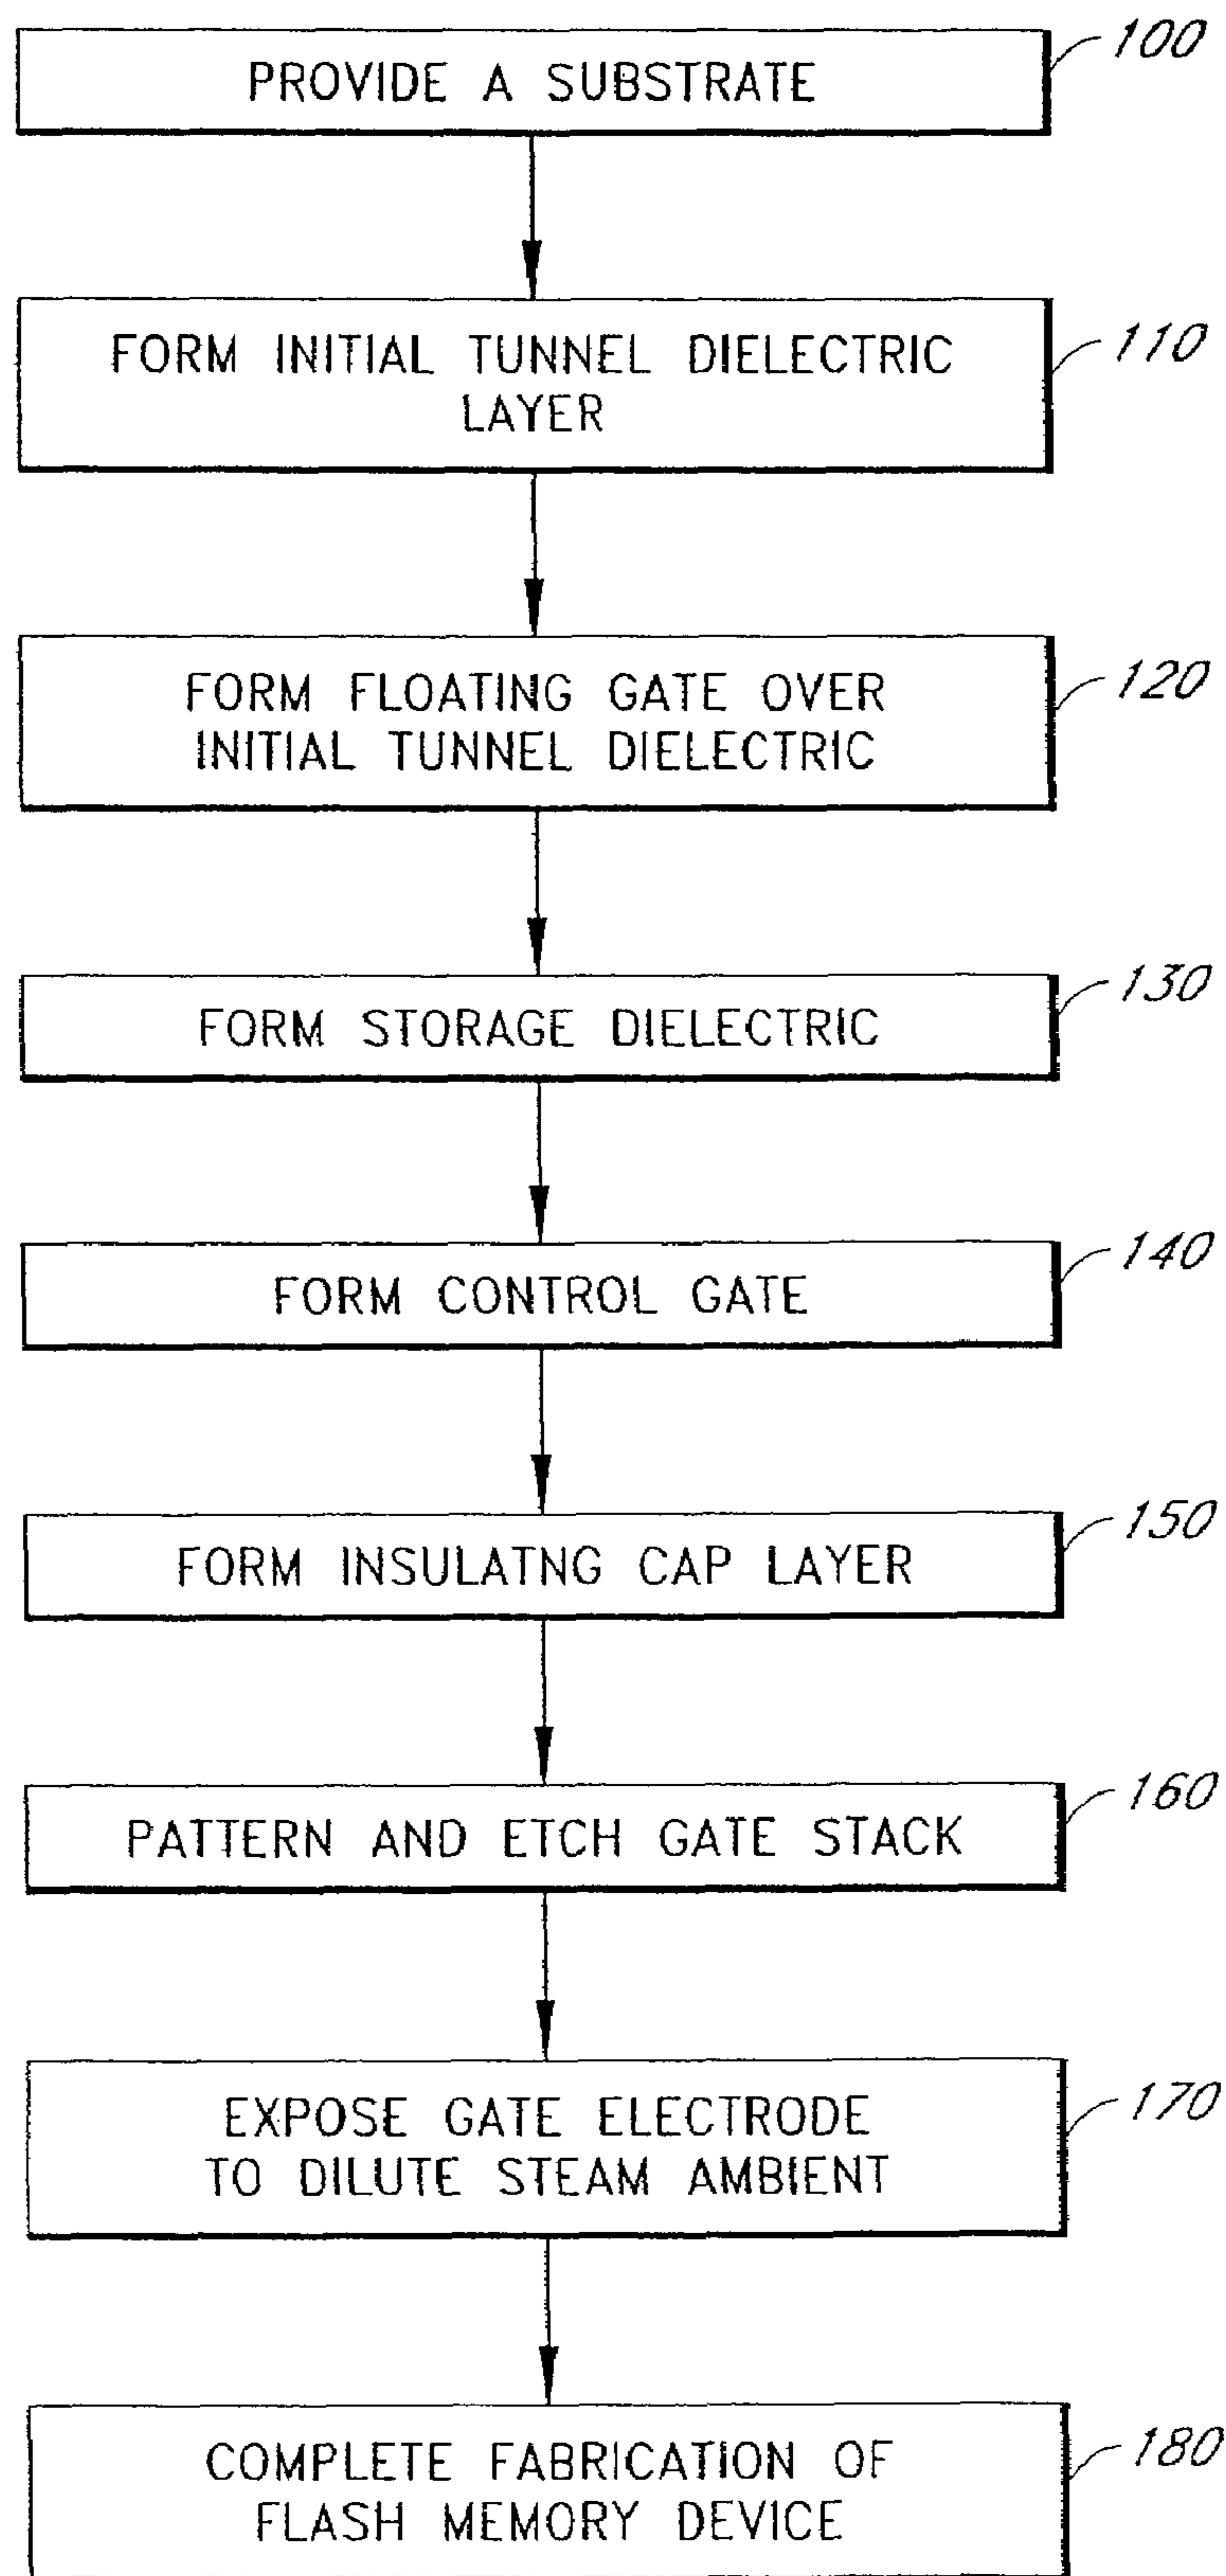 100
PROVIDE A SUBSTRATE
110
FORM INITIAL TUNNEL DIELECTRIC
LAYER
120
FORM FLOATING GATE OVER
INITIAL TUNNEL DIELECTRIC
130
FORM STORAGE DIELECTRIC
140
FORM CONTROL GATE
150
FORM INSULATNG CAP LAYER
160
PATTERN AND ETCH GATE STACK
170
EXPOSE GATE ELECTRODE
TO DILUTE STEAM AMBIENT
180
COMPLETE FABRICATION OF
FLASH MEMORY DEVICE